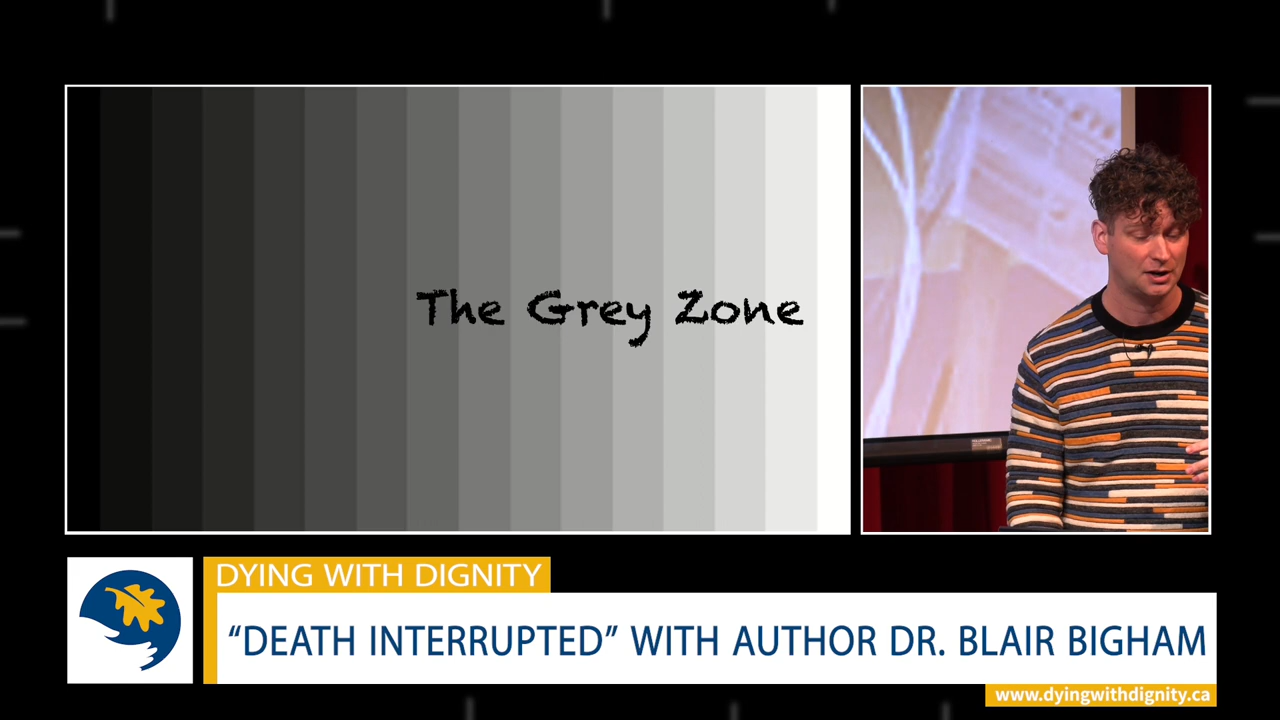 The Grey Zone
DYING WITH DIGNITY
“DEATH INTERRUPTED” WITH AUTHOR DR. BLAIR BIGHAM
www.dyingwithdignity.ca